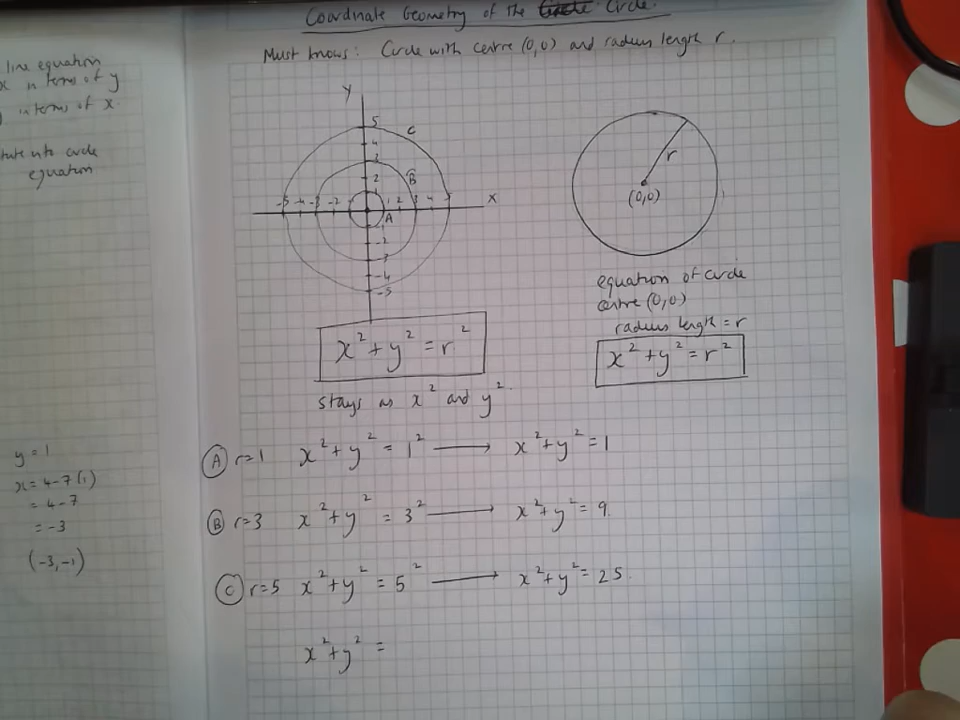 Coordinate Geometry of the Circle.
Must knows: Circle with centre (0,0) and radius length r.
line equation
x in terms of y
in terms of x.
into circle
equation
y = 1
x = 4-7(1)
= 4-7
= -3
(-3,-1)
y
5
4
3
2
1
C
B
A
-5 -4 -3 -2 1 2 3 4 x
-1
-2
-3
-4
-5
r
(0,0)
equation of circle
centre (0,0)
radius length = r
x² + y² = r²
x² + y² = r²
stays as x² and y².
A r=1 x² + y² = 1² → x² + y² = 1
B r=3 x² + y² = 3² → x² + y² = 9.
C r=5 x² + y² = 5² → x² + y² = 25.
x² + y² =